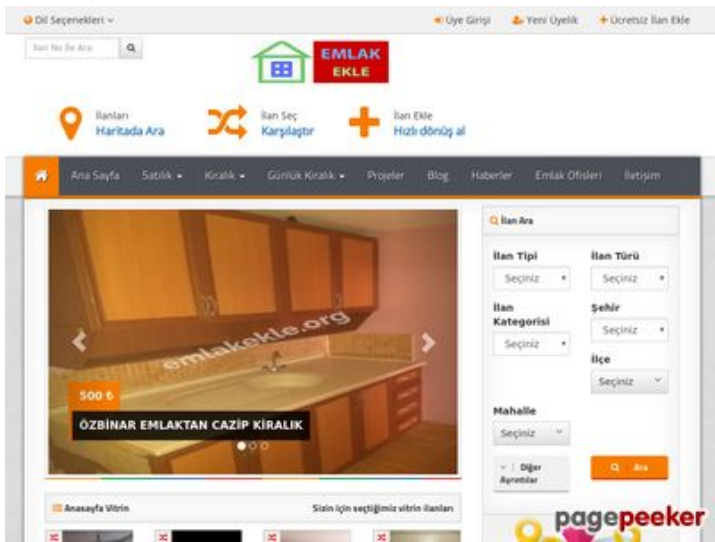 Dil Seçenekleri
Üye Girişi
Yeni Üyelik
Ücretsiz İlan Ekle
İlan No İle Ara
EMLAK
EKLE
İlanları
Haritada Ara
İlan Seç
Karşılaştır
İlan Ekle
Hızlı dönüş al
Ana Sayfa Satılık Kiralık Günlük Kiralık Projeler Blog Haberler Emlak Ofisleri İletişim
emlakekle.org
500 ₺
ÖZBİNAR EMLAKTAN CAZİP KİRALIK
İlan Ara
İlan Tipi
Seçiniz
İlan Türü
Seçiniz
İlan
Kategorisi
Seçiniz
Şehir
Seçiniz
İlçe
Seçiniz
Mahalle
Seçiniz
Diğer
Ayrıntılar
Ara
Anasayfa Vitrin
Sizin için seçtiğimiz vitrin ilanları
pagepeeker